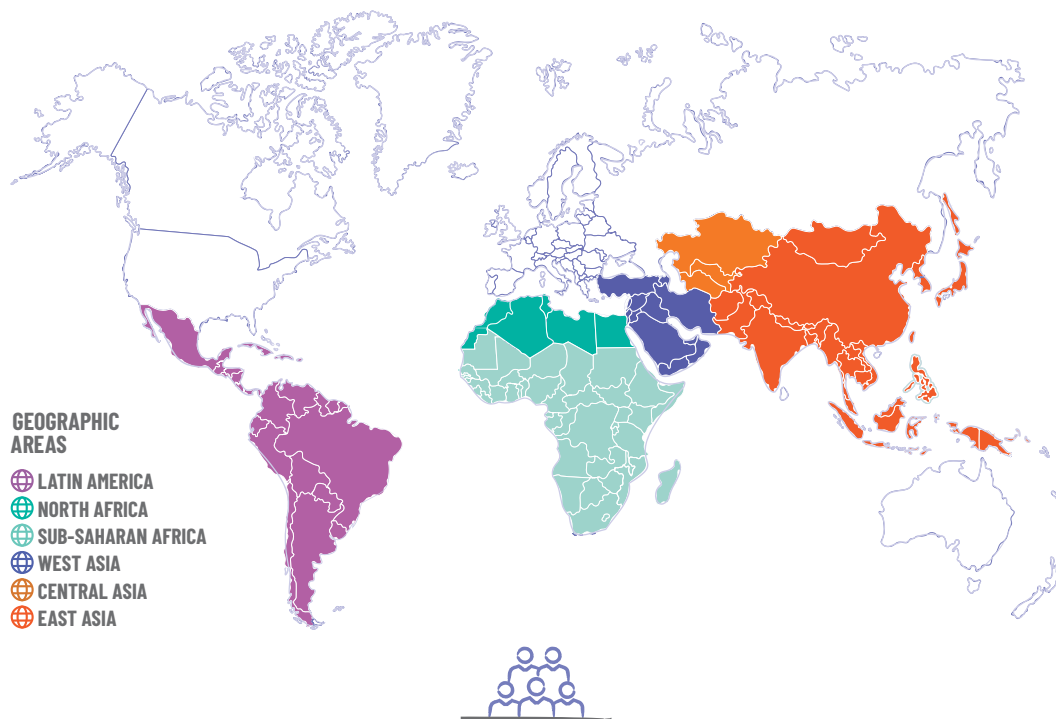 GEOGRAPHIC
AREAS
LATIN AMERICA
NORTH AFRICA
SUB-SAHARAN AFRICA
WEST ASIA
CENTRAL ASIA
EAST ASIA